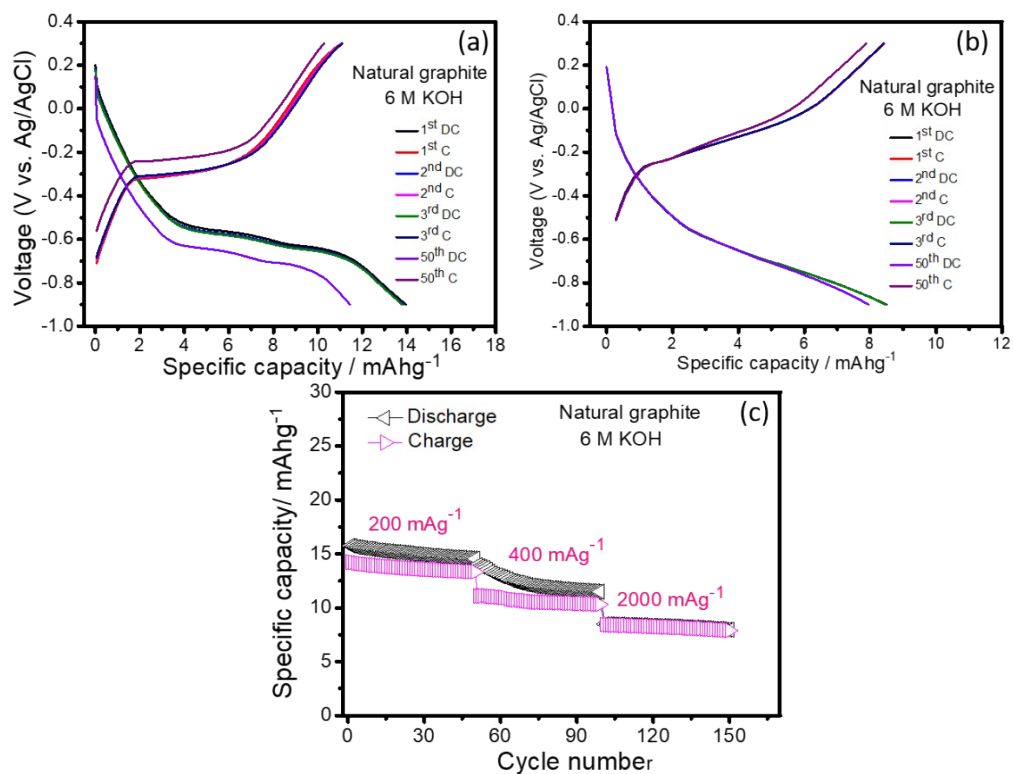 (a)
Natural graphite
6 M KOH
1st DC
1st C
2nd DC
2nd C
3rd DC
3rd C
50th DC
50th C
Voltage (V vs. Ag/AgCl)
0.4
0.2
0.0
-0.2
-0.4
-0.6
-0.8
-1.0
0 2 4 6 8 10 12 14 16 18
Specific capacity / mAhg-1
(b)
Natural graphite
6 M KOH
1st DC
1st C
2nd DC
2nd C
3rd DC
3rd C
50th DC
50th C
Voltage (V vs. Ag/AgCl)
0.4
0.2
0.0
-0.2
-0.4
-0.6
-0.8
-1.0
0 2 4 6 8 10 12
Specific capacity / mAhg-1
(c)
Discharge
Charge
Natural graphite
6 M KOH
200 mAg-1
400 mAg-1
2000 mAg-1
Specific capacity/ mAhg-1
30
25
20
15
10
5
0
0 30 60 90 120 150
Cycle number